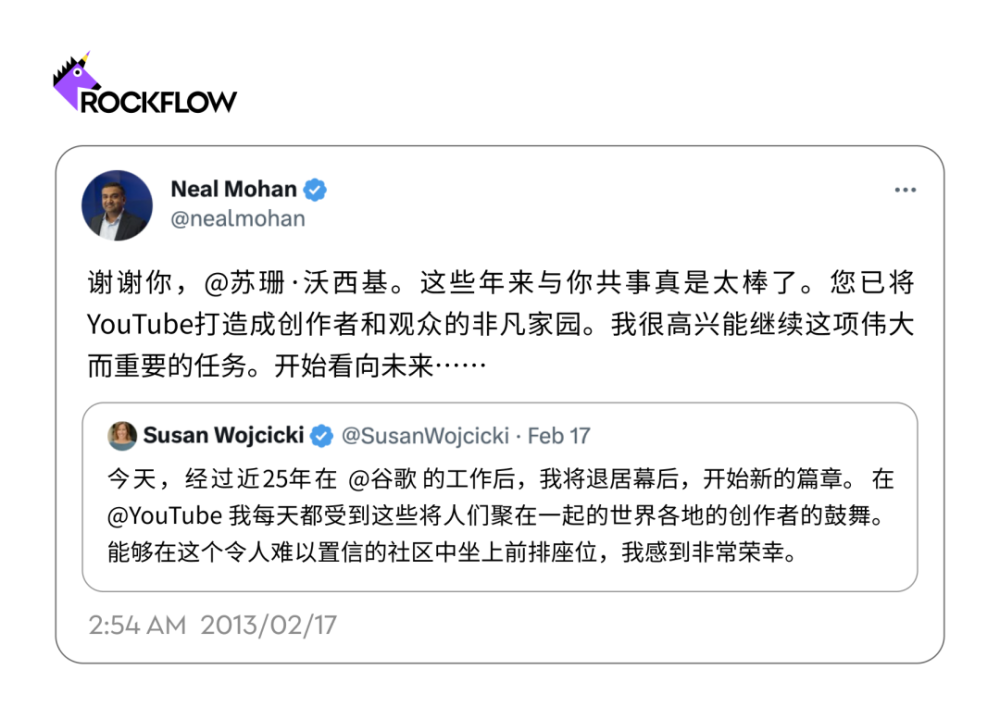 ROCKFLOW
Neal Mohan
@nealmohan
谢谢你，@苏珊·沃西基。这些年来与你共事真是太棒了。您已将
YouTube打造成创作者和观众的非凡家园。我很高兴能继续这项伟大
而重要的任务。开始看向未来……
Susan Wojcicki @SusanWojcicki · Feb 17
今天，经过近25年在 @谷歌 的工作后，我将退居幕后，开始新的篇章。 在
@YouTube 我每天都受到这些将人们聚在一起的世界各地的创作者的鼓舞。
能够在这个令人难以置信的社区中坐上前排座位，我感到非常荣幸。
2:54 AM 2013/02/17